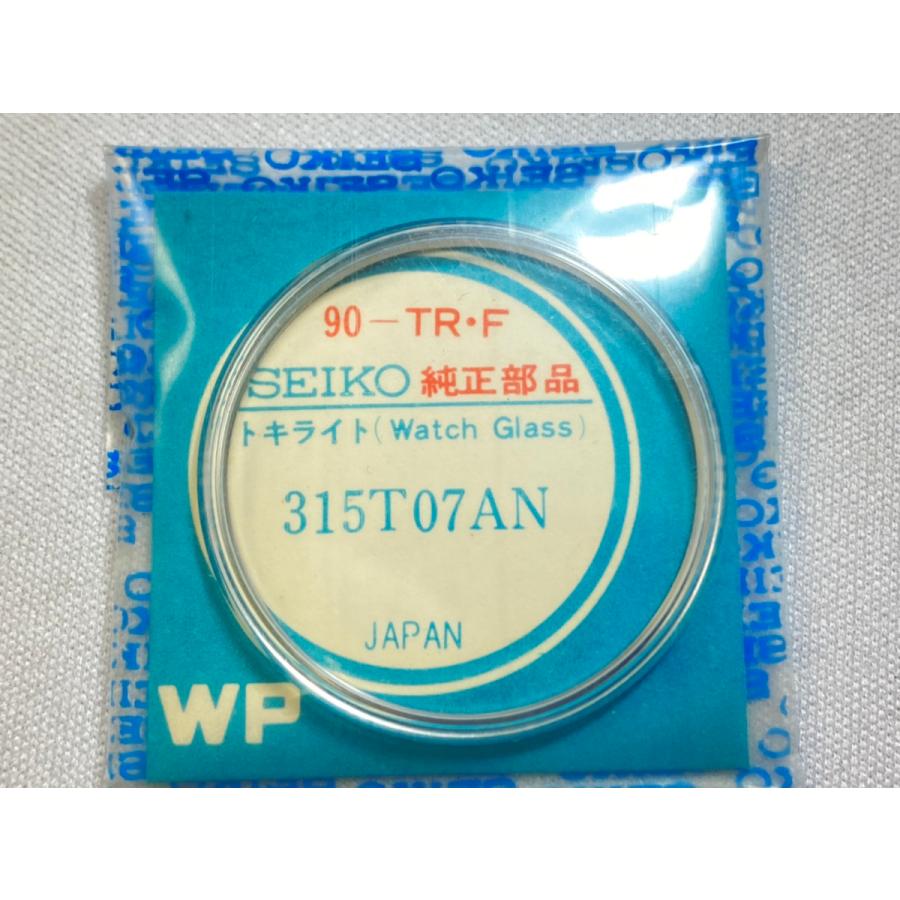 90-TR・F
SEIKO 純正部品
トキライト(Watch Glass)
315T07AN
JAPAN
WP